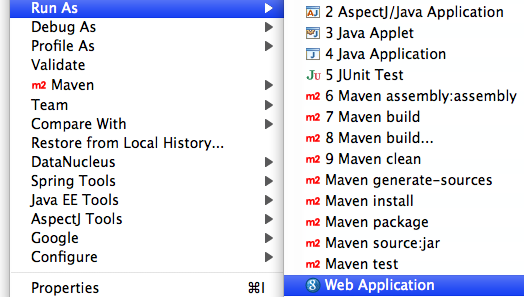 Run As
Debug As
Profile As
Validate
m2 Maven
Team
Compare With
Restore from Local History...
DataNucleus
Spring Tools
Java EE Tools
AspectJ Tools
Google
Configure
Properties ⌘I
2 AspectJ/Java Application
3 Java Applet
4 Java Application
Ju 5 JUnit Test
m2 6 Maven assembly:assembly
m2 7 Maven build
m2 8 Maven build...
m2 9 Maven clean
m2 Maven generate-sources
m2 Maven install
m2 Maven package
m2 Maven source:jar
m2 Maven test
Web Application